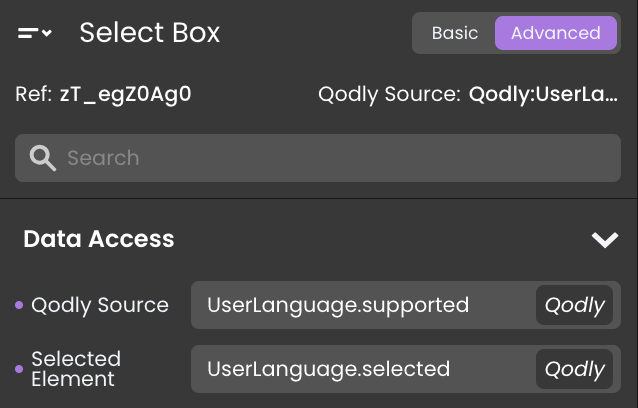 Select Box
Basic
Advanced
Ref: zT_egZ0Ag0
Qodly Source: Qodly:UserLa...
Search
Data Access
Qodly Source
UserLanguage.supported
Qodly
Selected
Element
UserLanguage.selected
Qodly